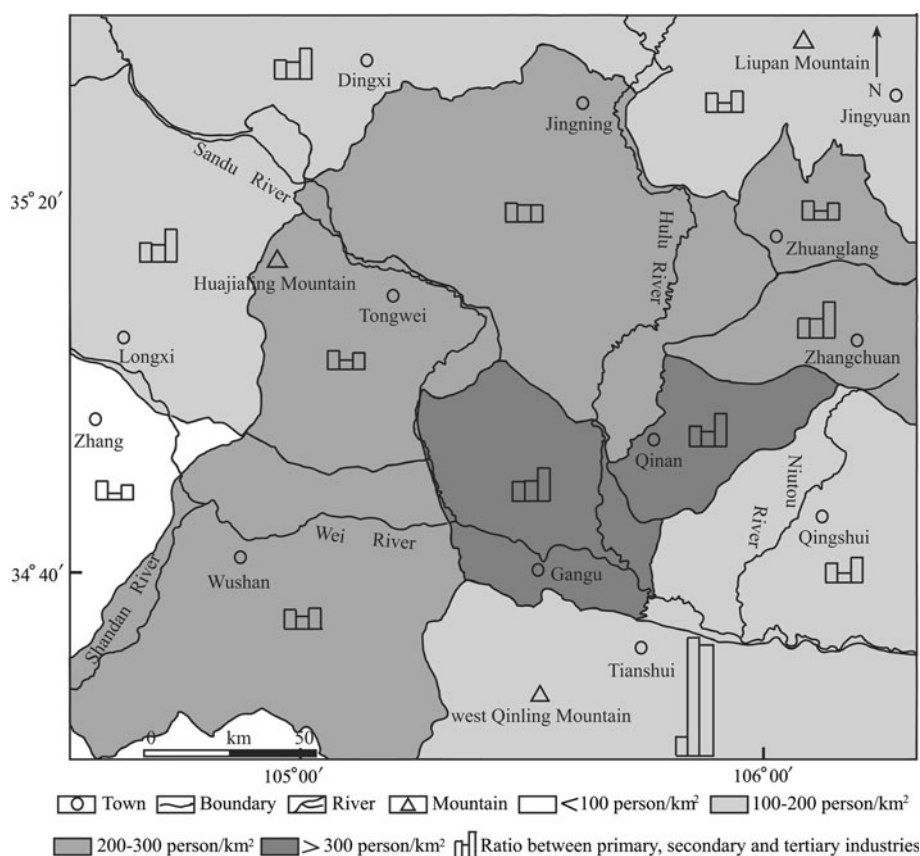 Liupan Mountain
N
Dingxi
Jingning
Jingyuan
Sandu River
35°20′
Hulu River
Zhuanglang
Huajialing Mountain
Tongwei
Longxi
Zhangchuan
Zhang
Qinan
Niutou River
Wei River
Qingshui
34°40′
Wushan
Gangu
Shandan River
Tianshui
west Qinling Mountain
0 km 50
105°00′ 106°00′
Town Boundary River Mountain <100 person/km² 100-200 person/km²
200-300 person/km² >300 person/km² Ratio between primary, secondary and tertiary industries